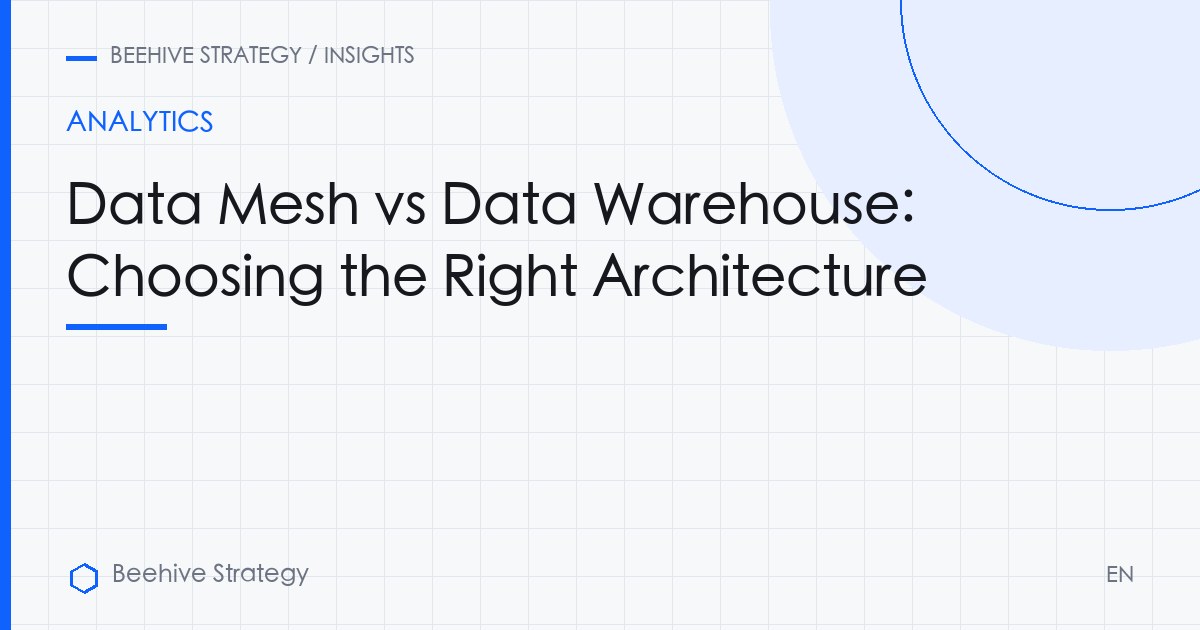 BEEHIVE STRATEGY / INSIGHTS
ANALYTICS
Data Mesh vs Data Warehouse:
Choosing the Right Architecture
Beehive Strategy
EN